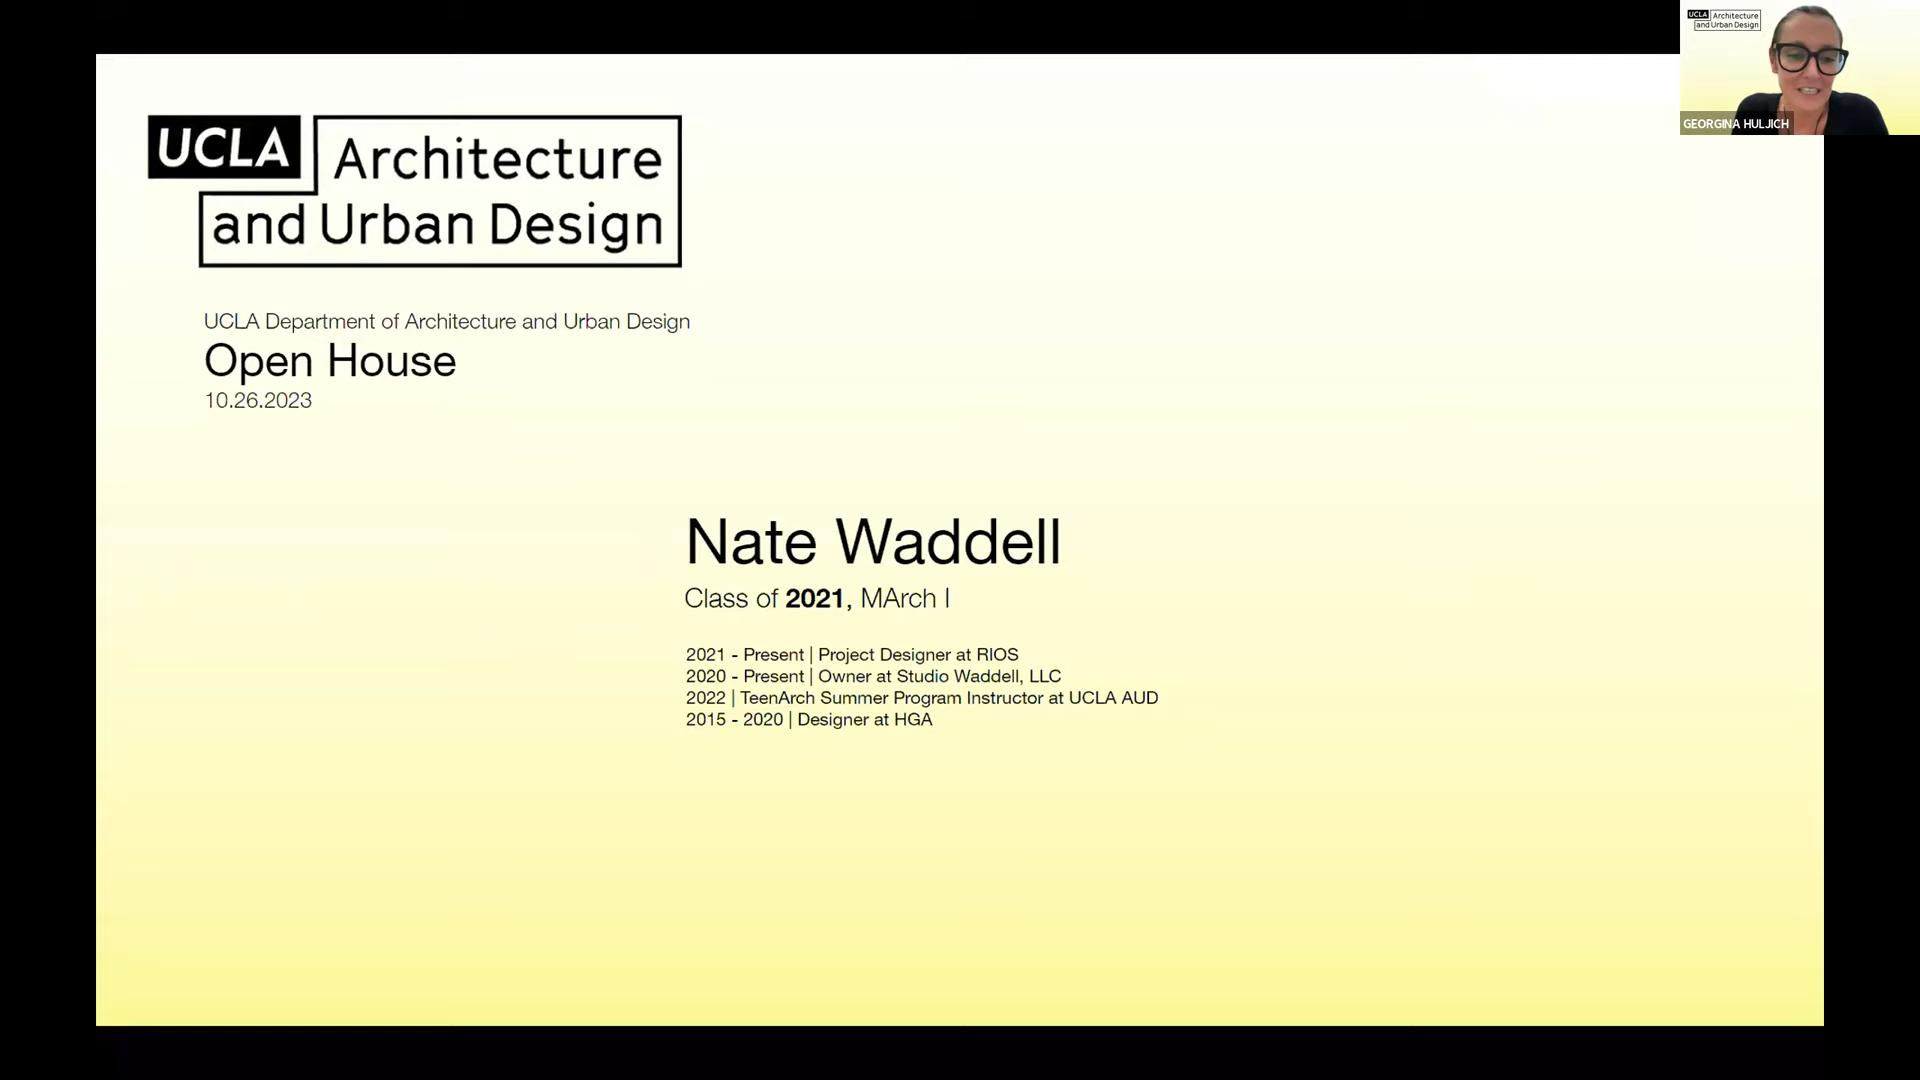 UCLA Architecture
and Urban Design
UCLA Department of Architecture and Urban Design
Open House
10.26.2023
Nate Waddell
Class of 2021, MArch I
2021 - Present | Project Designer at RIOS
2020 - Present | Owner at Studio Waddell, LLC
2022 | TeenArch Summer Program Instructor at UCLA AUD
2015 - 2020 | Designer at HGA
UCLA Architecture
and Urban Design
GEORGINA HULJICH